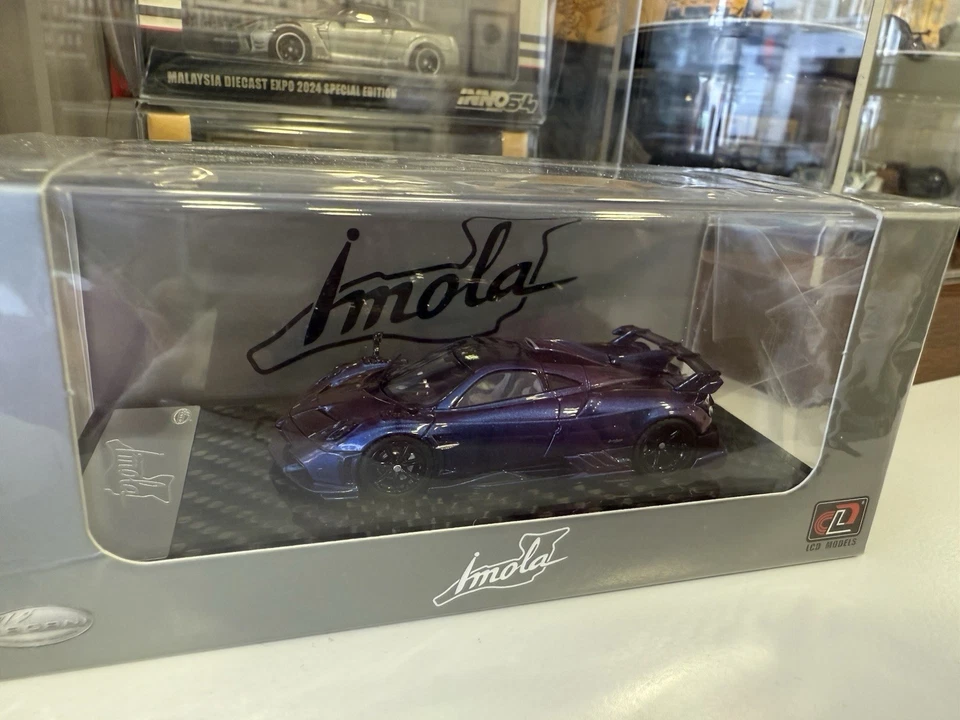 MALAYSIA DIECAST EXPO 2024 SPECIAL EDITION
INNO64
Imola
Imola
Imola
LCD MODELS